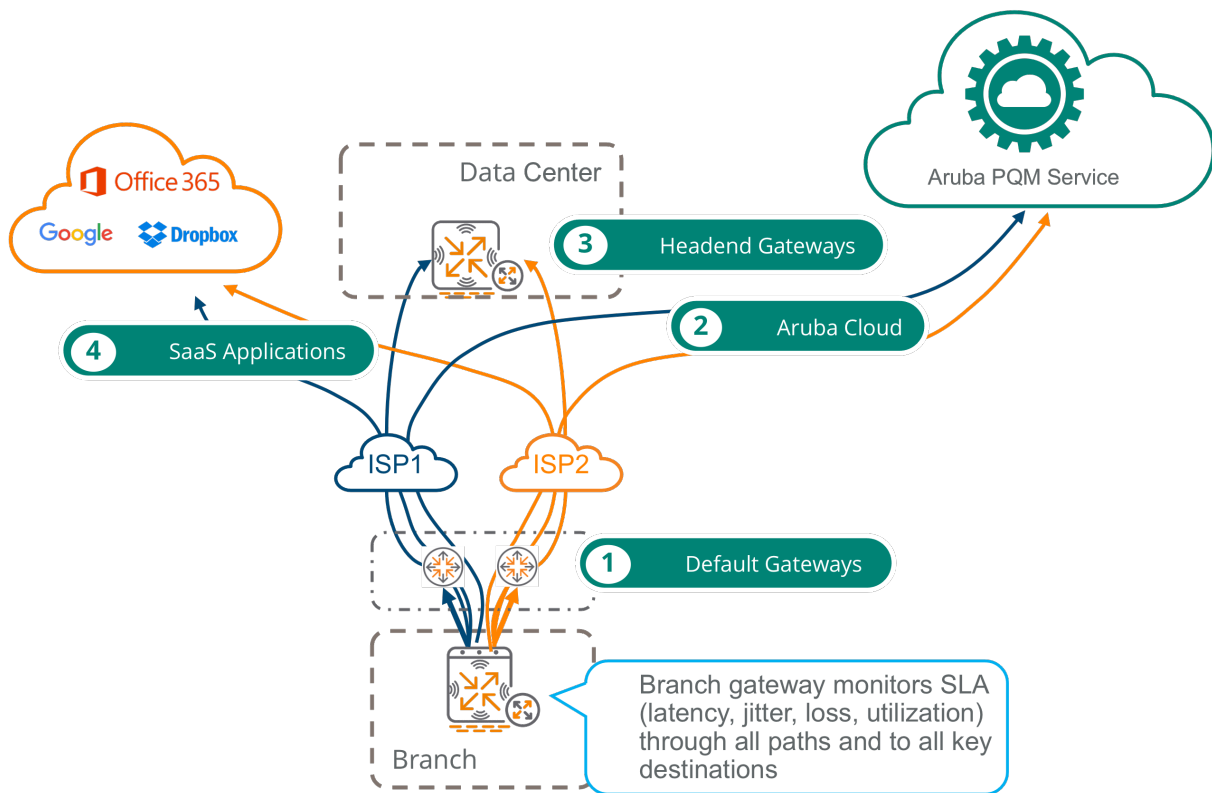 Office 365
Google
Dropbox
Data Center
Aruba PQM Service
3 Headend Gateways
2 Aruba Cloud
4 SaaS Applications
ISP1
ISP2
1 Default Gateways
Branch gateway monitors SLA
(latency, jitter, loss, utilization)
through all paths and to all key
destinations
Branch